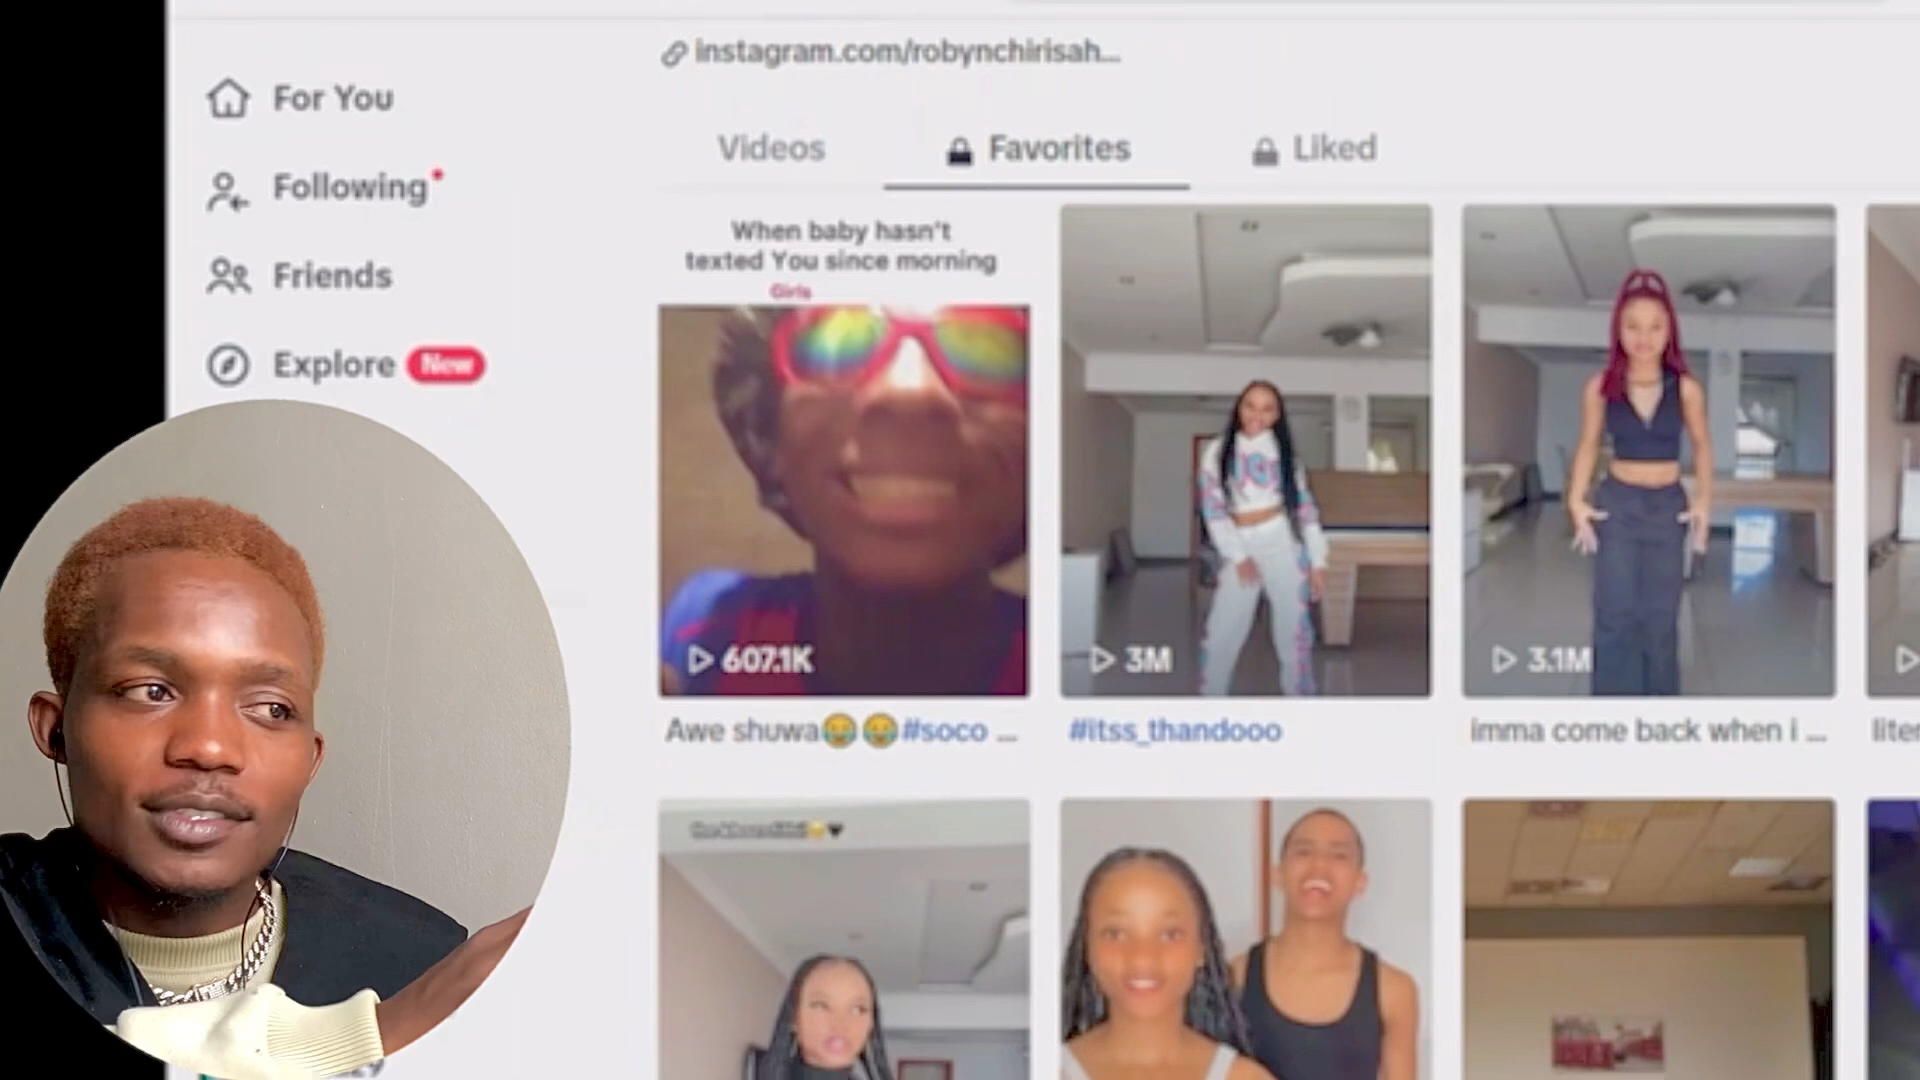 instagram.com/robynchirisah...
For You
Following
Friends
Explore New
Videos
Favorites
Liked
When baby hasn't
texted You since morning
Girls
607.1K
3M
3.1M
Awe shuwa😂😂#soco ...
#itss_thandooo
imma come back when i ...